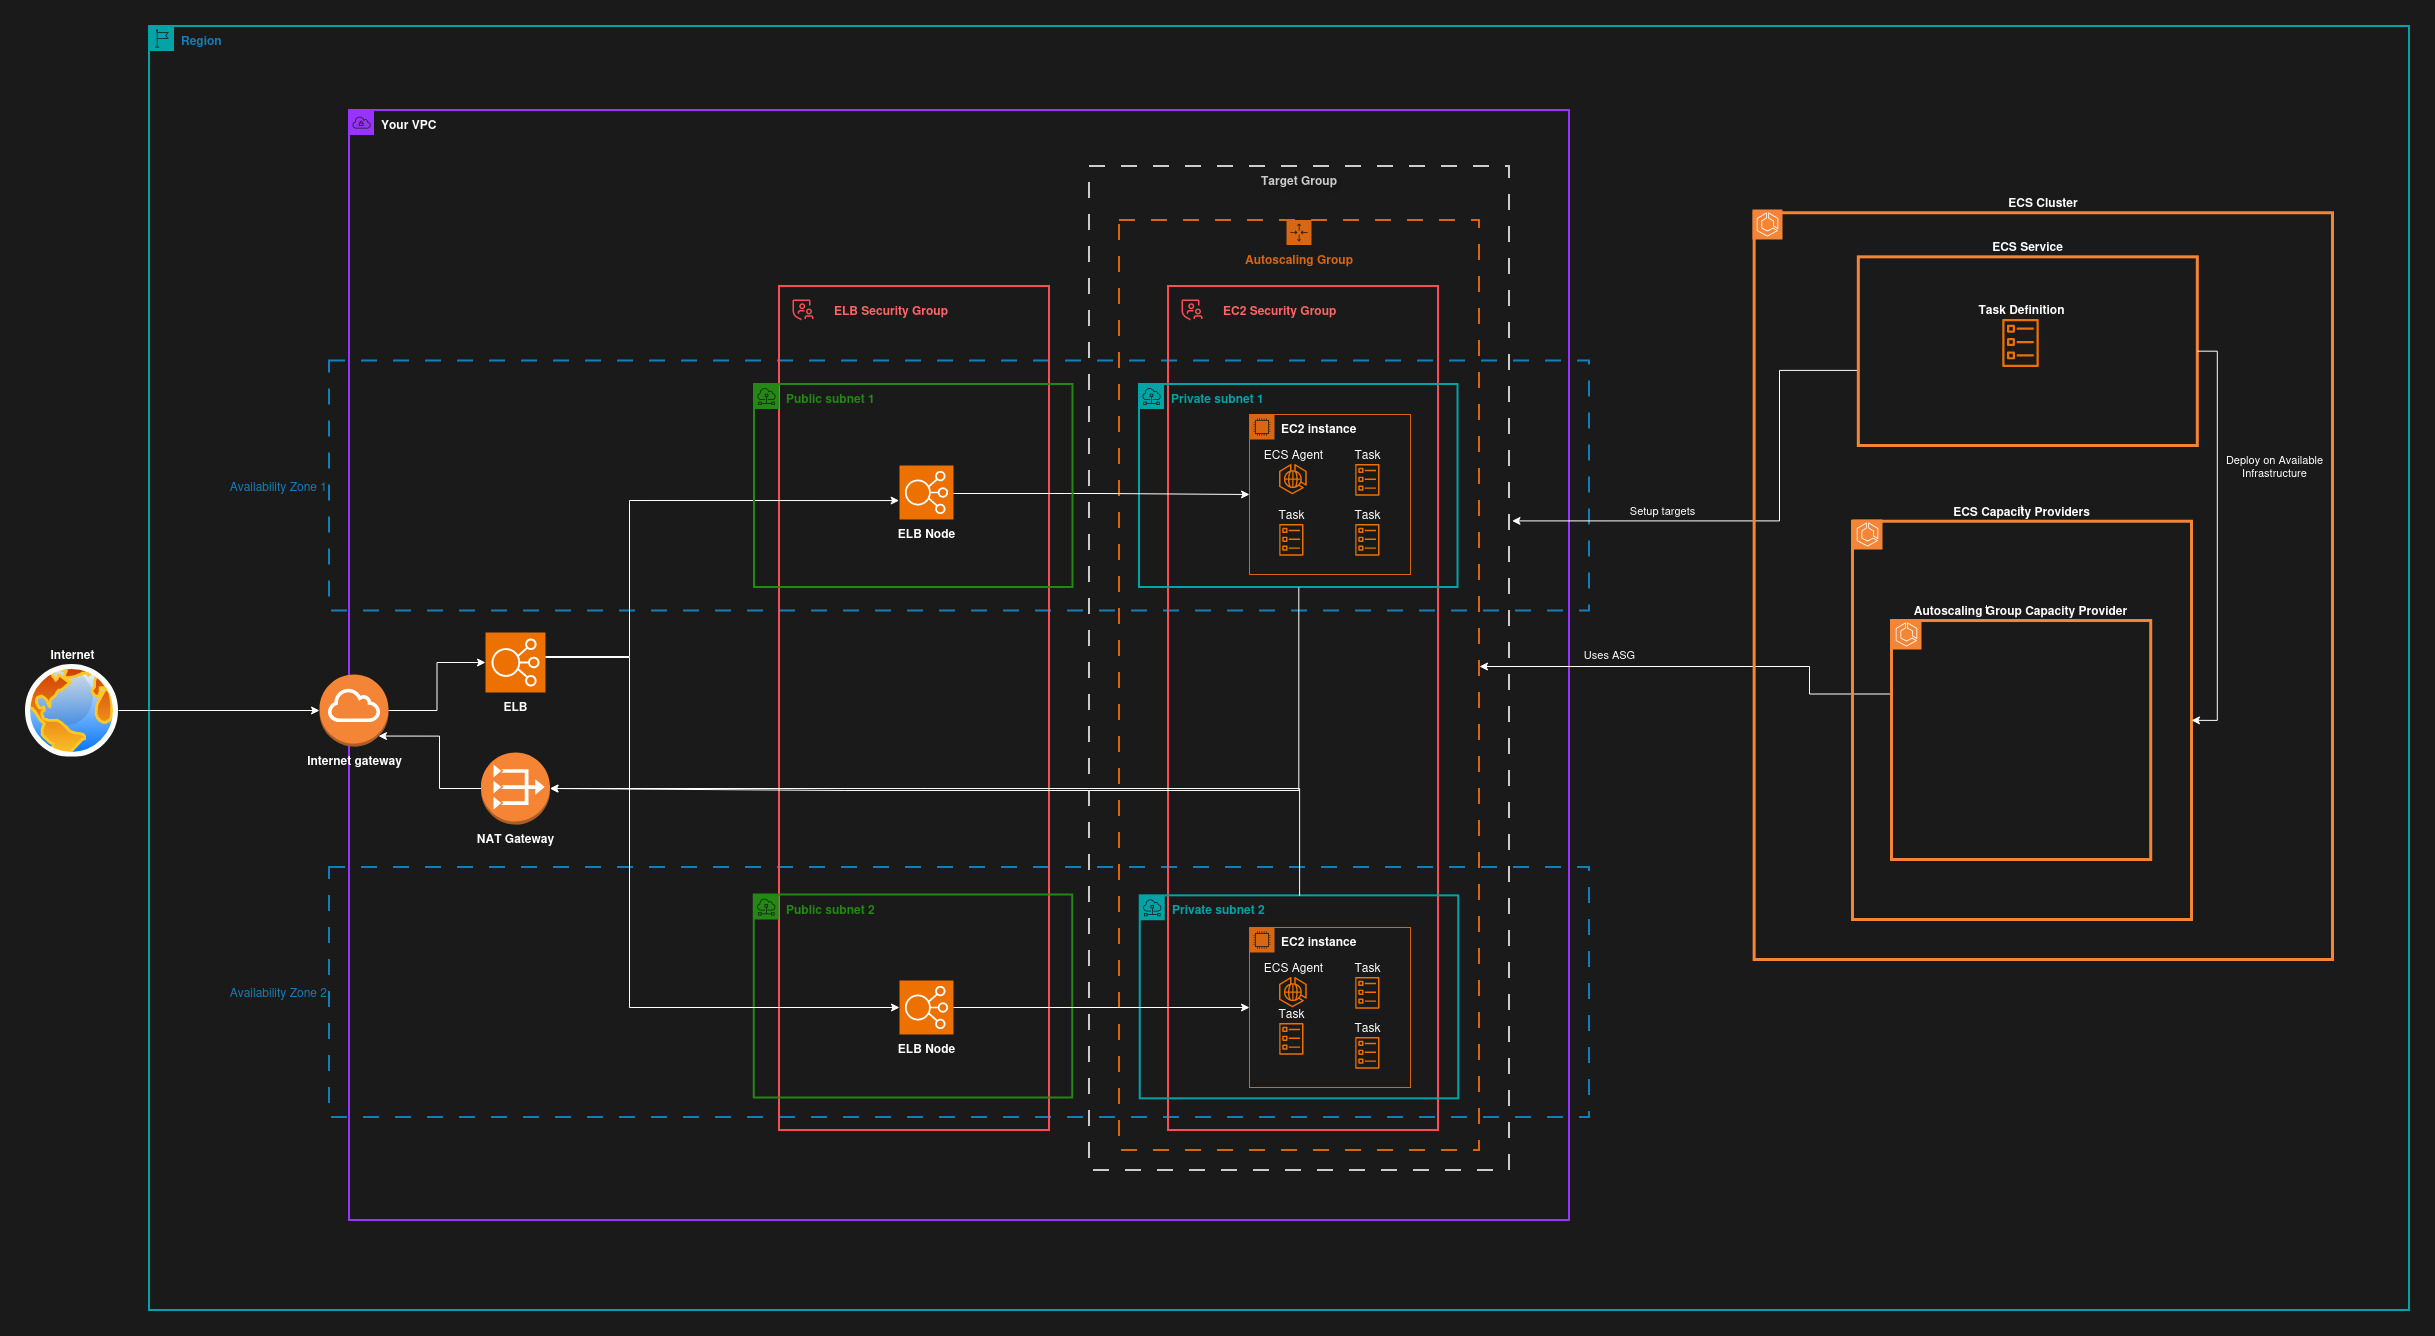 Region
Your VPC
Target Group
Autoscaling Group
ELB Security Group
EC2 Security Group
Availability Zone 1
Public subnet 1
ELB Node
Private subnet 1
EC2 instance
ECS Agent
Task
Task
Task
Internet
Internet gateway
ELB
NAT Gateway
Availability Zone 2
Public subnet 2
ELB Node
Private subnet 2
EC2 instance
ECS Agent
Task
Task
Task
Setup targets
Uses ASG
ECS Cluster
ECS Service
Task Definition
Deploy on Available
Infrastructure
ECS Capacity Providers
Autoscaling Group Capacity Provider